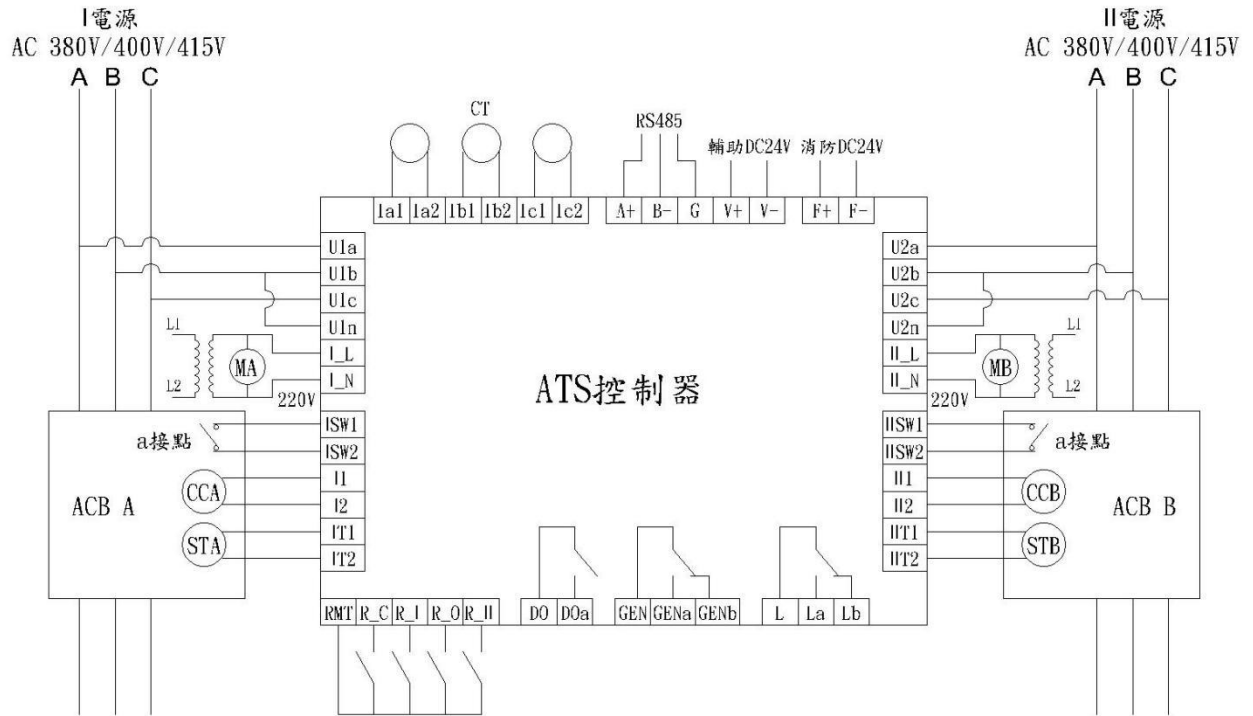 I電源
AC 380V/400V/415V
A B C
II電源
AC 380V/400V/415V
A B C
CT
RS485
輔助DC24V
消防DC24V
Ia1 Ia2 Ib1 Ib2 Ic1 Ic2
A+ B- G V+ V-
F+ F-
U1a
U1b
U1c
U1n
I_L
I_N
L1
L2
MA
220V
ISW1
ISW2
I1
I2
IT1
IT2
a接點
ACB A
CCA
STA
ATS控制器
U2a
U2b
U2c
U2n
II_L
II_N
L1
L2
MB
220V
IISW1
IISW2
II1
II2
IIT1
IIT2
a接點
CCB
STB
ACB B
RMT R_C R_I R_O R_II
DO DOa
GEN GENa GENb
L La Lb